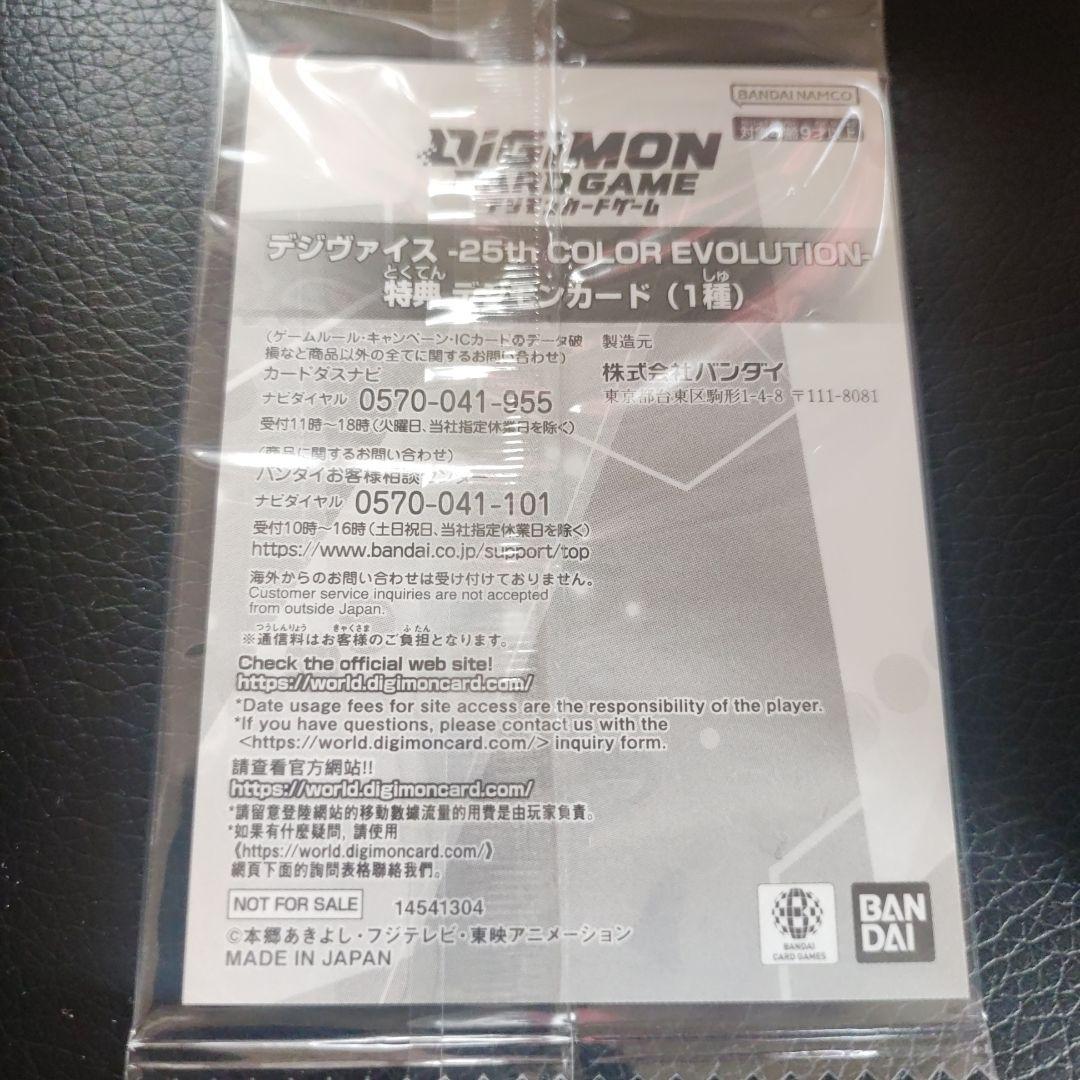 BANDAI NAMCO
DIGIMON
CARD GAME
デジモンカードゲーム
デジヴァイス -25th COLOR EVOLUTION-
とくてん しゅ
特典 デジモンカード（1種）
（ゲームルール・キャンペーン・ICカードのデータ破
損など商品以外の全てに関するお問い合わせ）
カードダスナビ
ナビダイヤル 0570-041-955
受付11時～18時（火曜日、当社指定休業日を除く）
（商品に関するお問い合わせ）
バンダイお客様相談センター
ナビダイヤル 0570-041-101
受付10時～16時（土日祝日、当社指定休業日を除く）
https://www.bandai.co.jp/support/top
製造元
株式会社バンダイ
東京都台東区駒形1-4-8 〒111-8081
海外からのお問い合わせは受け付けておりません。
Customer service inquiries are not accepted
from outside Japan.
つうしんりょう きゃくさま ふたん
※通信料はお客様のご負担となります。
Check the official web site!
https://world.digimoncard.com/
*Date usage fees for site access are the responsibility of the player.
*If you have questions, please contact us with the
<https://world.digimoncard.com/> inquiry form.
請查看官方網站!!
https://world.digimoncard.com/
*請留意登陸網站的移動數據流量的用費是由玩家負責。
*如果有什麼疑問, 請使用
《https://world.digimoncard.com/》
網頁下面的詢問表格聯絡我們。
NOT FOR SALE 14541304
©本郷あきよし・フジテレビ・東映アニメーション
MADE IN JAPAN
BANDAI
CARD GAMES
BAN
DAI